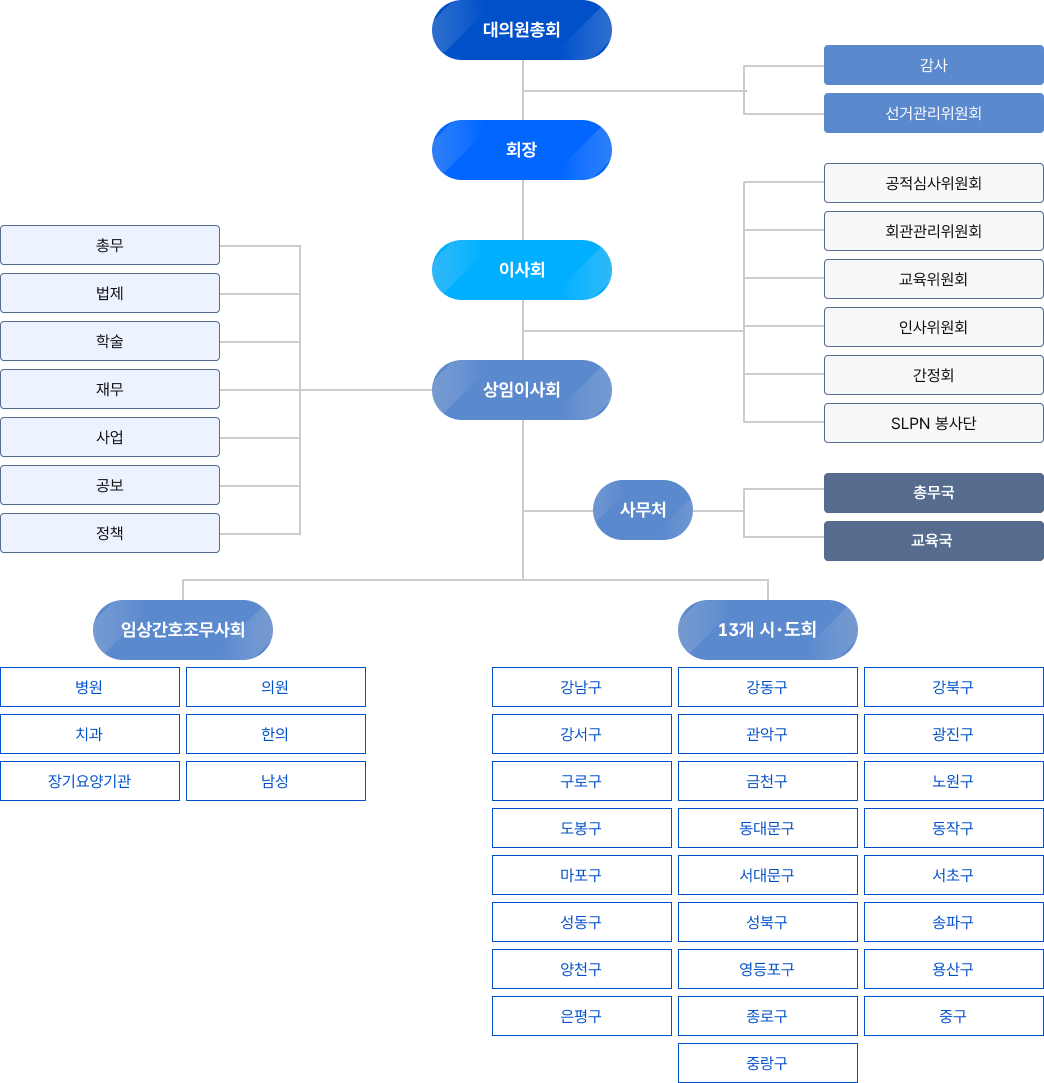 대의원총회
감사
선거관리위원회
회장
공적심사위원회
회관관리위원회
교육위원회
인사위원회
간정회
SLPN 봉사단
이사회
총무
법제
학술
재무
사업
공보
정책
상임이사회
사무처
총무국
교육국
임상간호조무사회
병원 의원
치과 한의
장기요양기관 남성
13개 시·도회
강남구 강동구 강북구
강서구 관악구 광진구
구로구 금천구 노원구
도봉구 동대문구 동작구
마포구 서대문구 서초구
성동구 성북구 송파구
양천구 영등포구 용산구
은평구 종로구 중구
중랑구